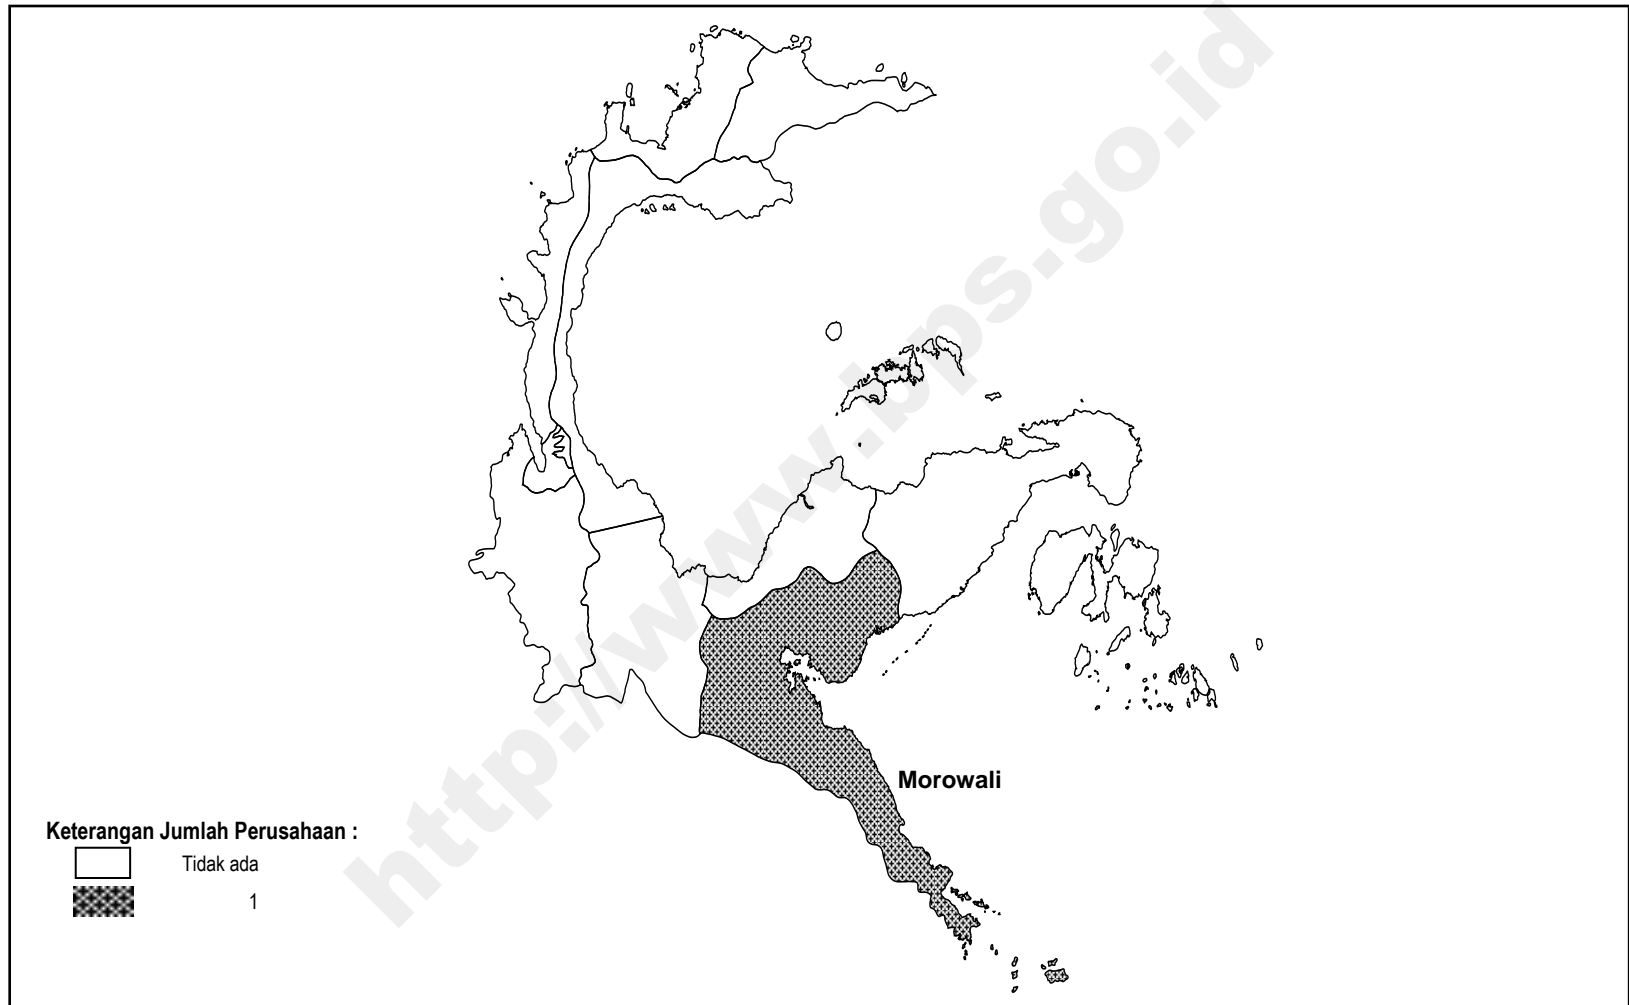 http://www.bps.go.id
Morowali
Keterangan Jumlah Perusahaan :
Tidak ada
1